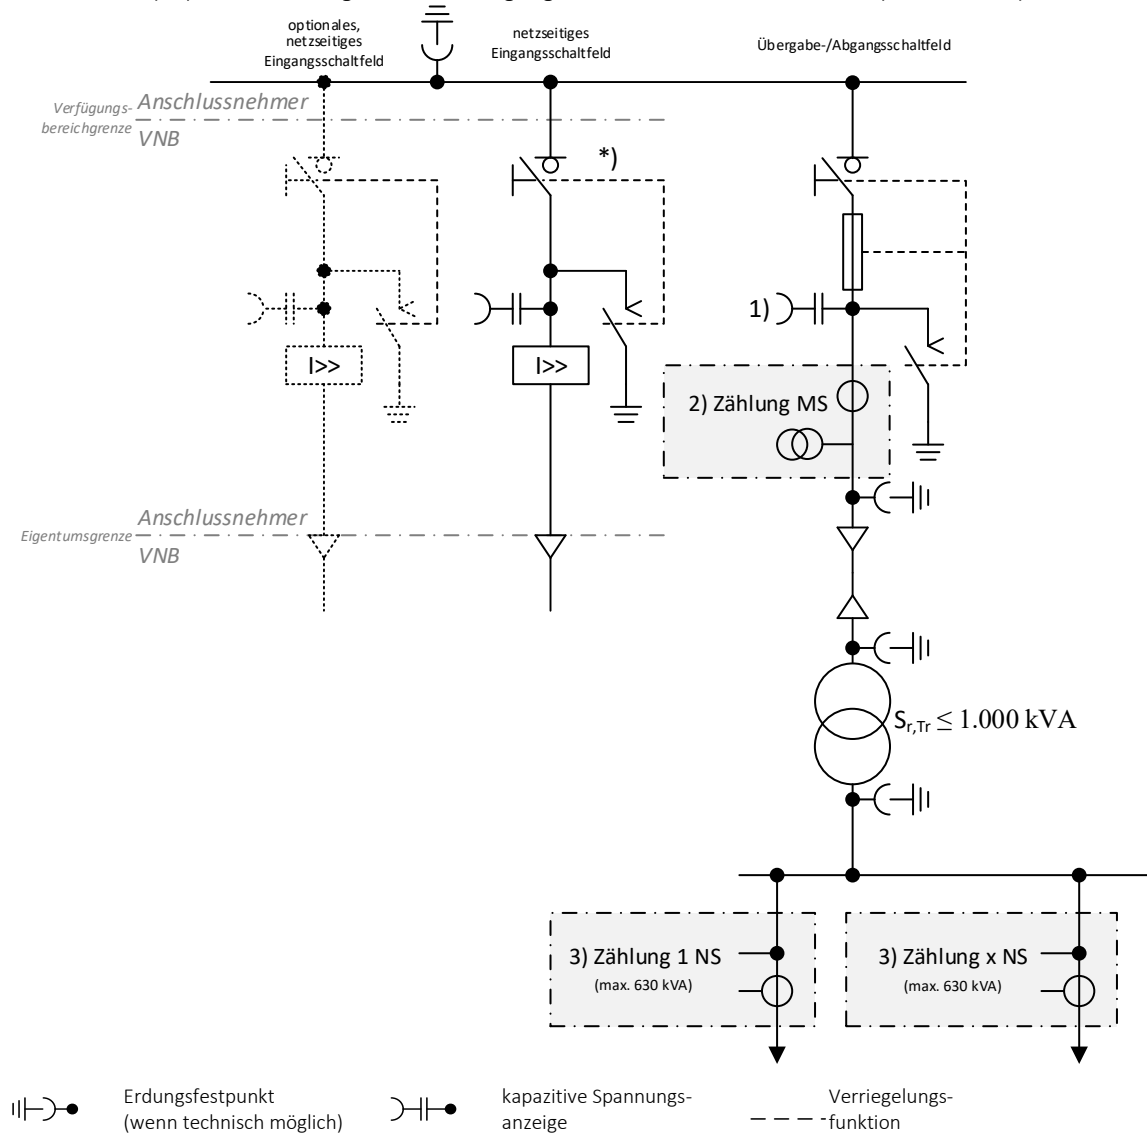 optionales,
netzseitiges
Eingangsschaltfeld
netzseitiges
Eingangsschaltfeld
Übergabe-/Abgangsschaltfeld
Verfügungs-
bereichgrenze
Anschlussnehmer
VNB
*)
1)
I>>
I>>
2) Zählung MS
Eigentumsgrenze
Anschlussnehmer
VNB
Sr,Tr ≤ 1.000 kVA
3) Zählung 1 NS
(max. 630 kVA)
3) Zählung x NS
(max. 630 kVA)
Erdungsfestpunkt
(wenn technisch möglich)
kapazitive Spannungs-
anzeige
Verriegelungs-
funktion